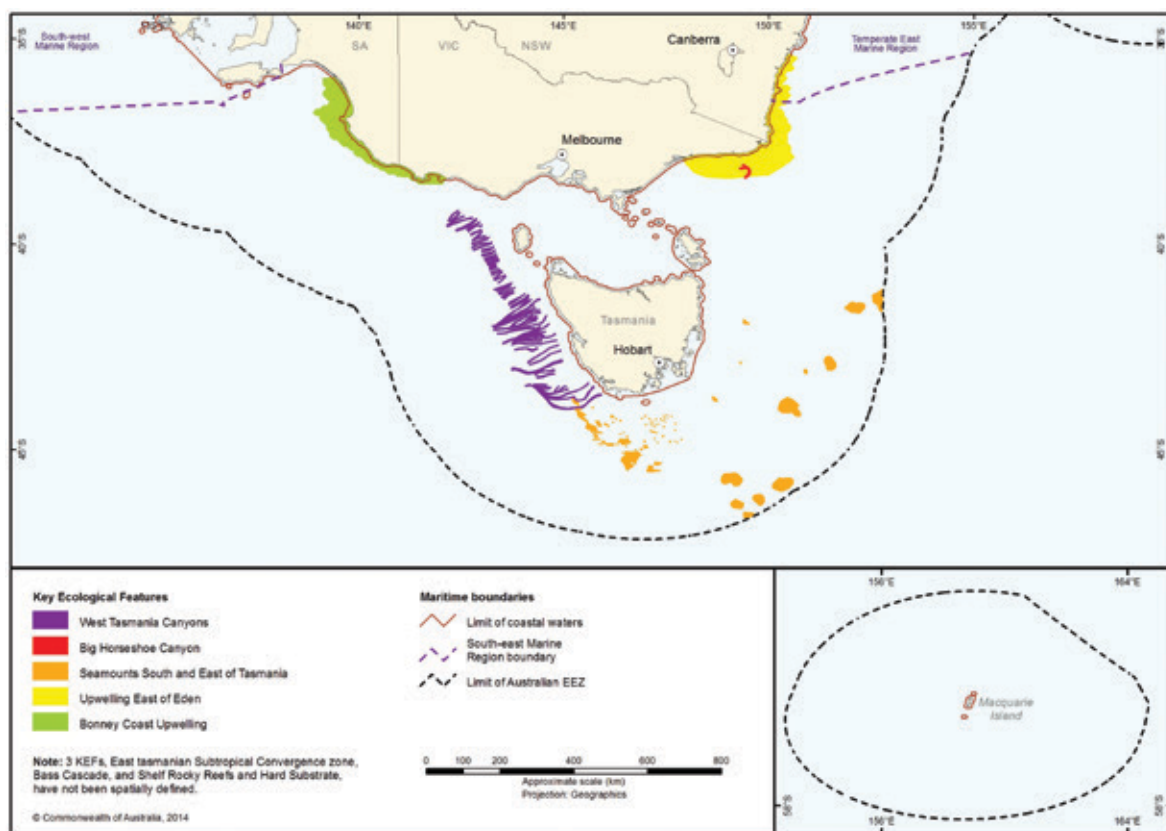 140°E
145°E
150°E
155°E
35°S
South-west
Marine Region
SA
VIC
NSW
Canberra
Temperate East
Marine Region
Melbourne
40°S
40°S
Tasmania
Hobart
45°S
45°S
156°E
164°E
Key Ecological Features
West Tasmania Canyons
Big Horseshoe Canyon
Seamounts South and East of Tasmania
Upwelling East of Eden
Bonney Coast Upwelling
Note: 3 KEFs, East tasmanian Subtropical Convergence zone,
Bass Cascade, and Shelf Rocky Reefs and Hard Substrate,
have not been spatially defined.
© Commonwealth of Australia, 2014
Maritime boundaries
Limit of coastal waters
South-east Marine
Region boundary
Limit of Australian EEZ
0 100 200 400 600 800
Approximate scale (km)
Projection: Geographics
Macquarie
Island
156°E
164°E